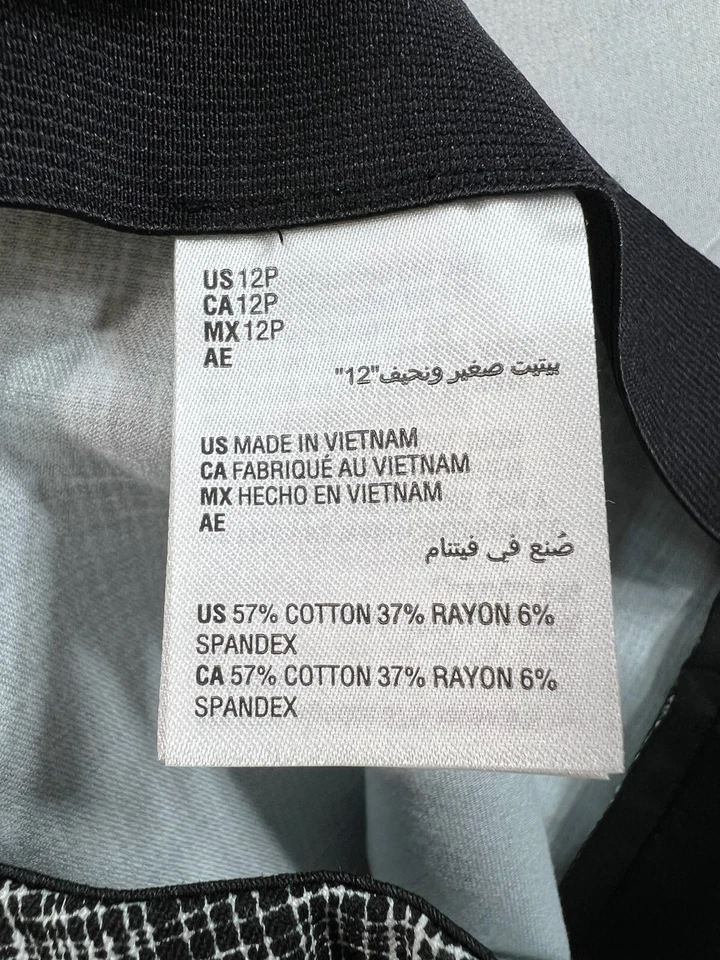 US 12P
CA 12P
MX 12P
AE
بيتيت صغير ونحيف"12"
US MADE IN VIETNAM
CA FABRIQUÉ AU VIETNAM
MX HECHO EN VIETNAM
AE
صُنع في فيتنام
US 57% COTTON 37% RAYON 6%
SPANDEX
CA 57% COTTON 37% RAYON 6%
SPANDEX